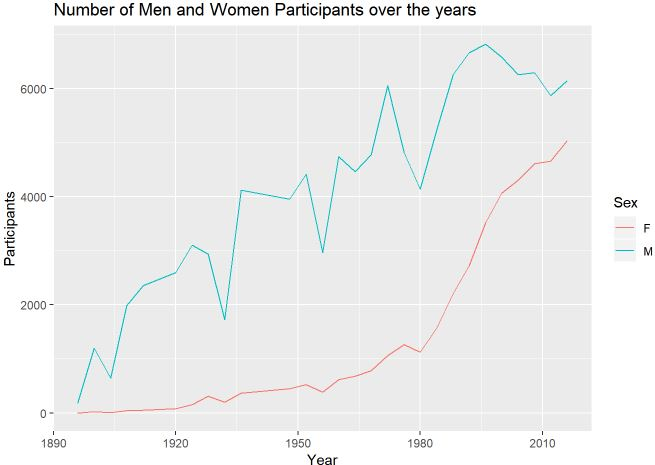 Number of Men and Women Participants over the years
Participants
6000
4000
2000
0
1890 1920 1950 1980 2010
Year
Sex
F
M